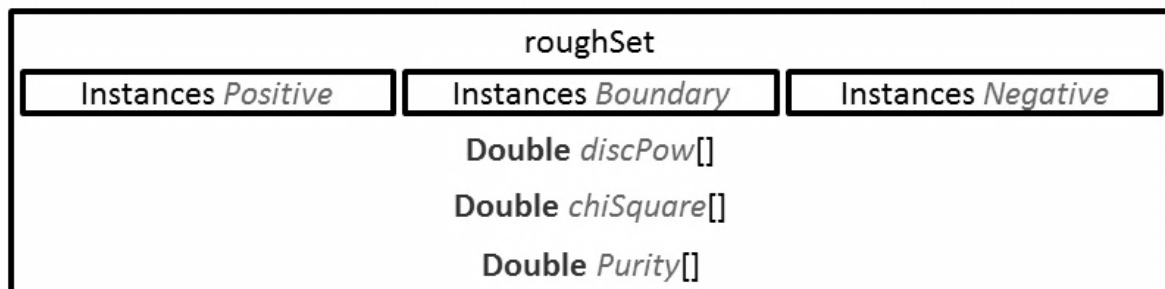 roughSet
Instances Positive Instances Boundary Instances Negative
Double discPow[]
Double chiSquare[]
Double Purity[]